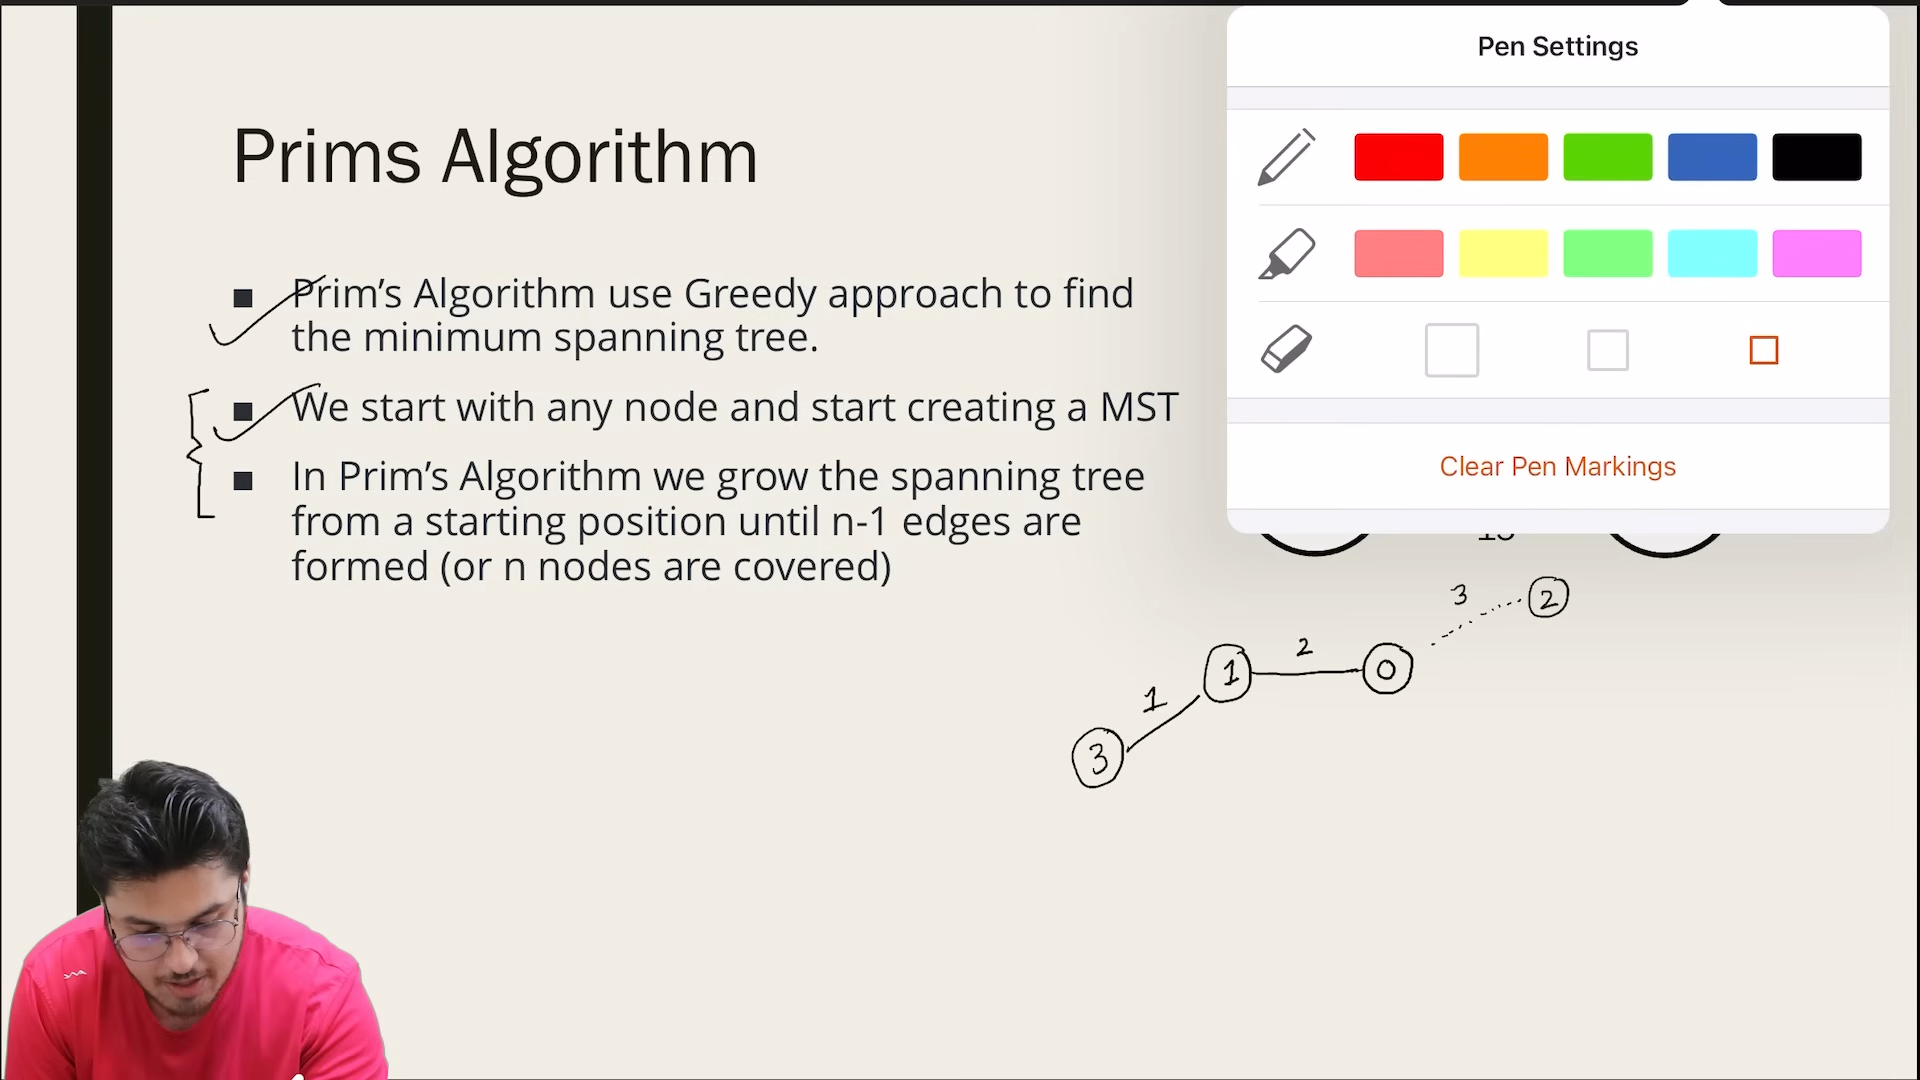 Pen Settings
Prims Algorithm
Prim's Algorithm use Greedy approach to find
the minimum spanning tree.
We start with any node and start creating a MST
In Prim's Algorithm we grow the spanning tree
from a starting position until n-1 edges are
formed (or n nodes are covered)
Clear Pen Markings
3
2
2
1
0
1
3